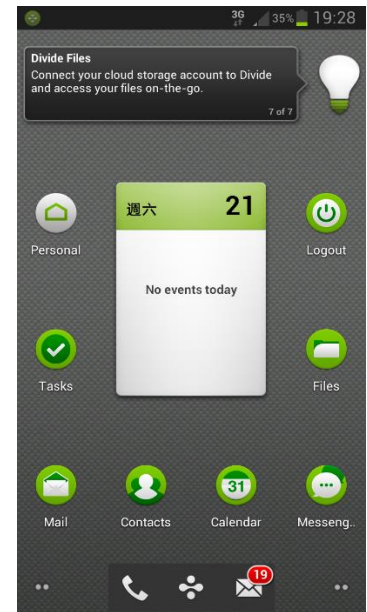 3G 35% 19:28
Divide Files
Connect your cloud storage account to Divide
and access your files on-the-go.
7 of 7
週六 21
No events today
Personal
Logout
Tasks
Files
Mail
Contacts
31
Calendar
Messeng..
19